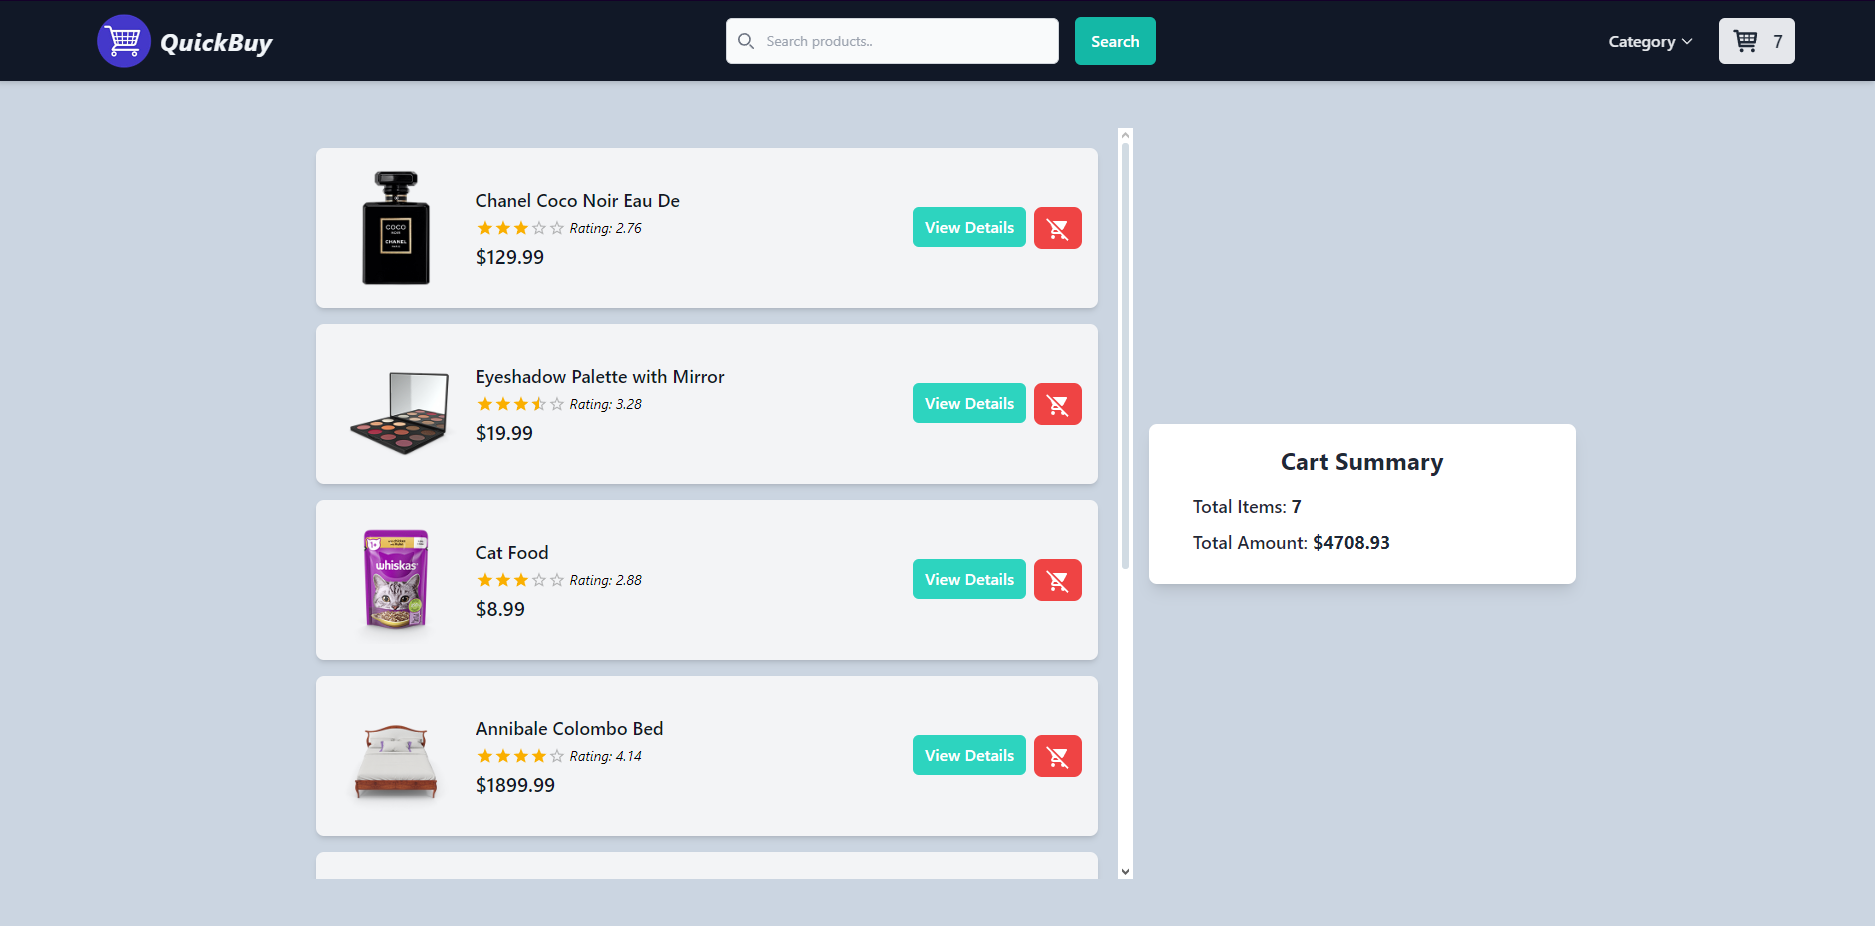 QuickBuy
Search products..
Search
Category
7
COCO
NOIR
CHANEL
PARIS
Chanel Coco Noir Eau De
Rating: 2.76
$129.99
View Details
Eyeshadow Palette with Mirror
Rating: 3.28
$19.99
View Details
1+
whiskas
Cat Food
Rating: 2.88
$8.99
View Details
Annibale Colombo Bed
Rating: 4.14
$1899.99
View Details
Cart Summary
Total Items: 7
Total Amount: $4708.93